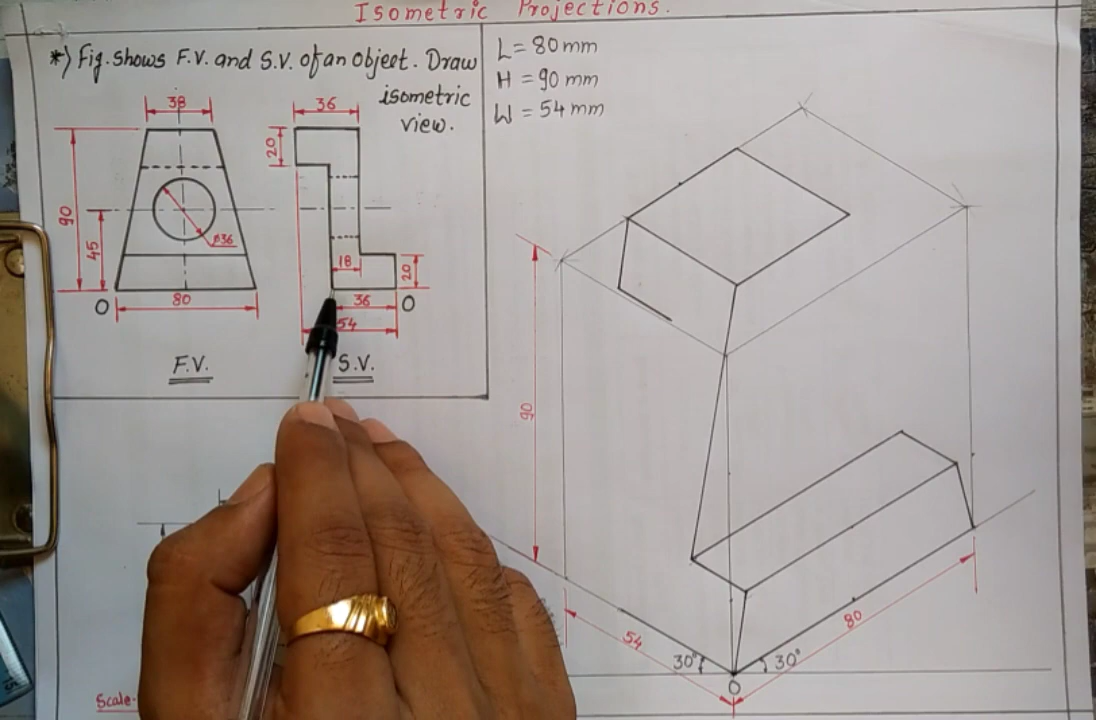 Isometric Projections.
*) Fig. shows F.V. and S.V. of an object. Draw
isometric
view.
L = 80 mm
H = 90 mm
W = 54 mm
38
36
20
90
45
ø36
18
20
O
80
36
O
54
F.V.
S.V.
90
54
30°
30°
80
O
Scale-